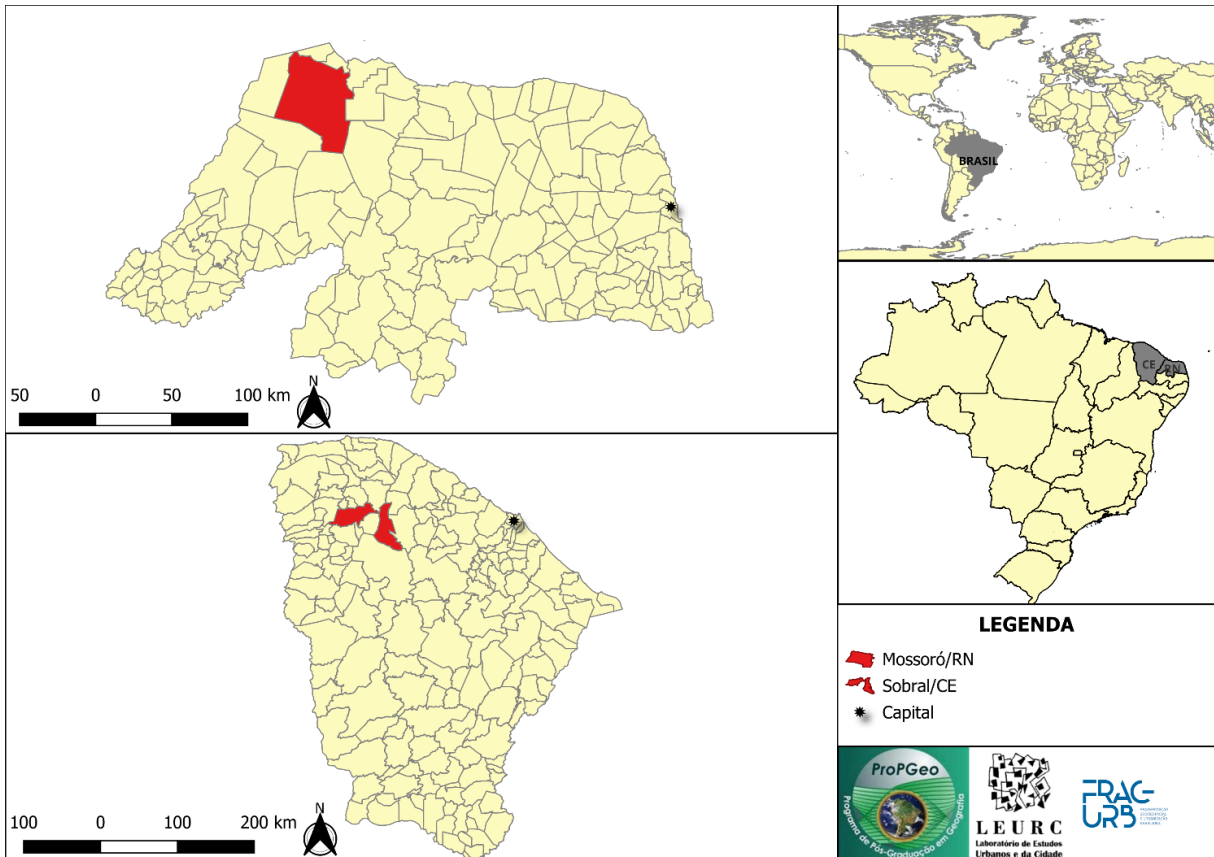 N
50 0 50 100 km
N
100 0 100 200 km
BRASIL
CE
RN
LEGENDA
Mossoró/RN
Sobral/CE
Capital
ProPGeo
Programa de Pós-Graduação em Geografia
LEURC
Laboratório de Estudos
Urbanos e da Cidade
FRAG-
URB